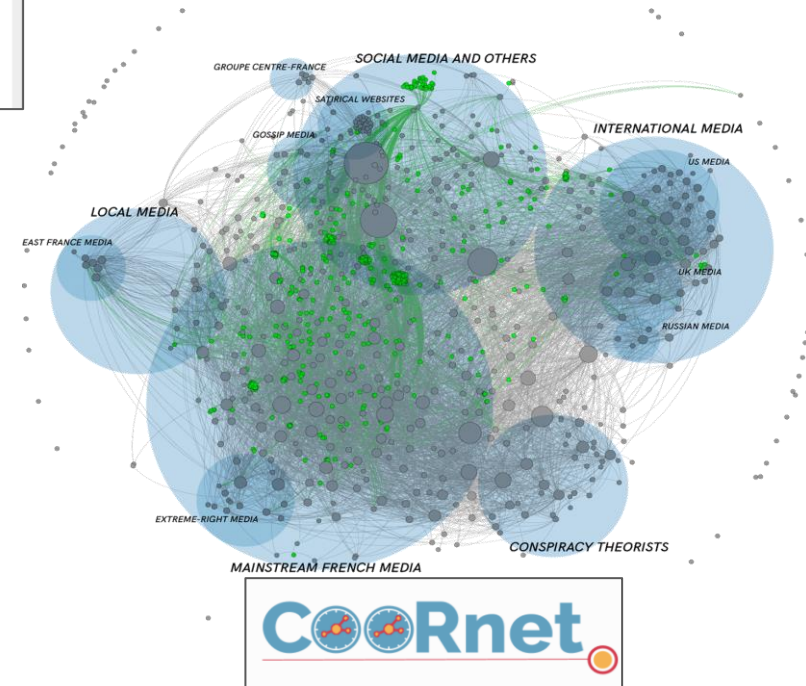 SOCIAL MEDIA AND OTHERS
GROUPE CENTRE-FRANCE
SATIRICAL WEBSITES
GOSSIP MEDIA
INTERNATIONAL MEDIA
US MEDIA
LOCAL MEDIA
EAST FRANCE MEDIA
UK MEDIA
RUSSIAN MEDIA
EXTREME-RIGHT MEDIA
CONSPIRACY THEORISTS
MAINSTREAM FRENCH MEDIA
CooRnet